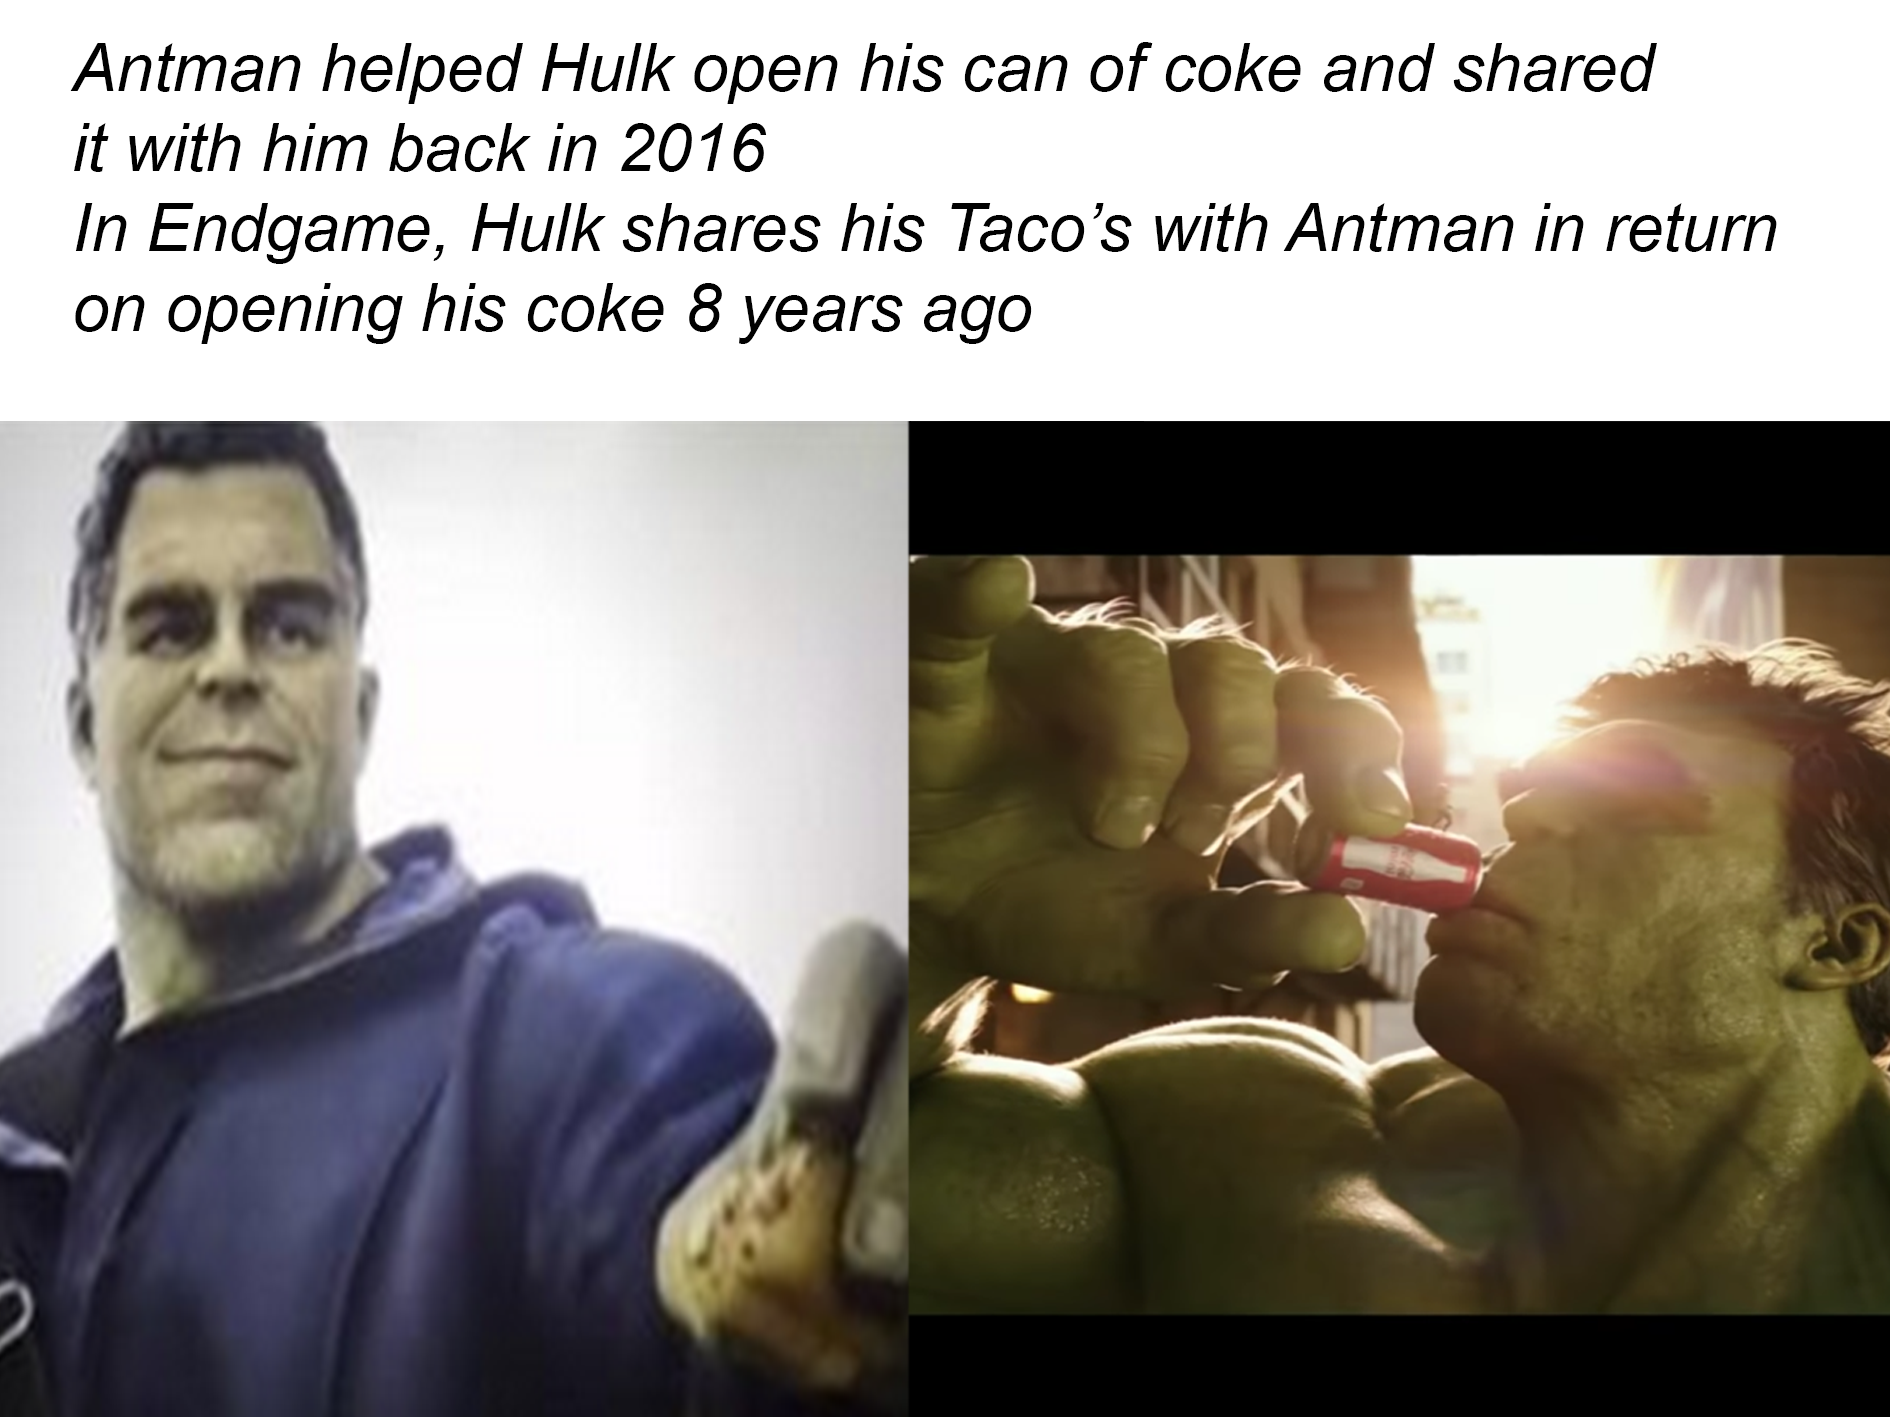 Antman helped Hulk open his can of coke and shared
it with him back in 2016
In Endgame, Hulk shares his Taco’s with Antman in return
on opening his coke 8 years ago